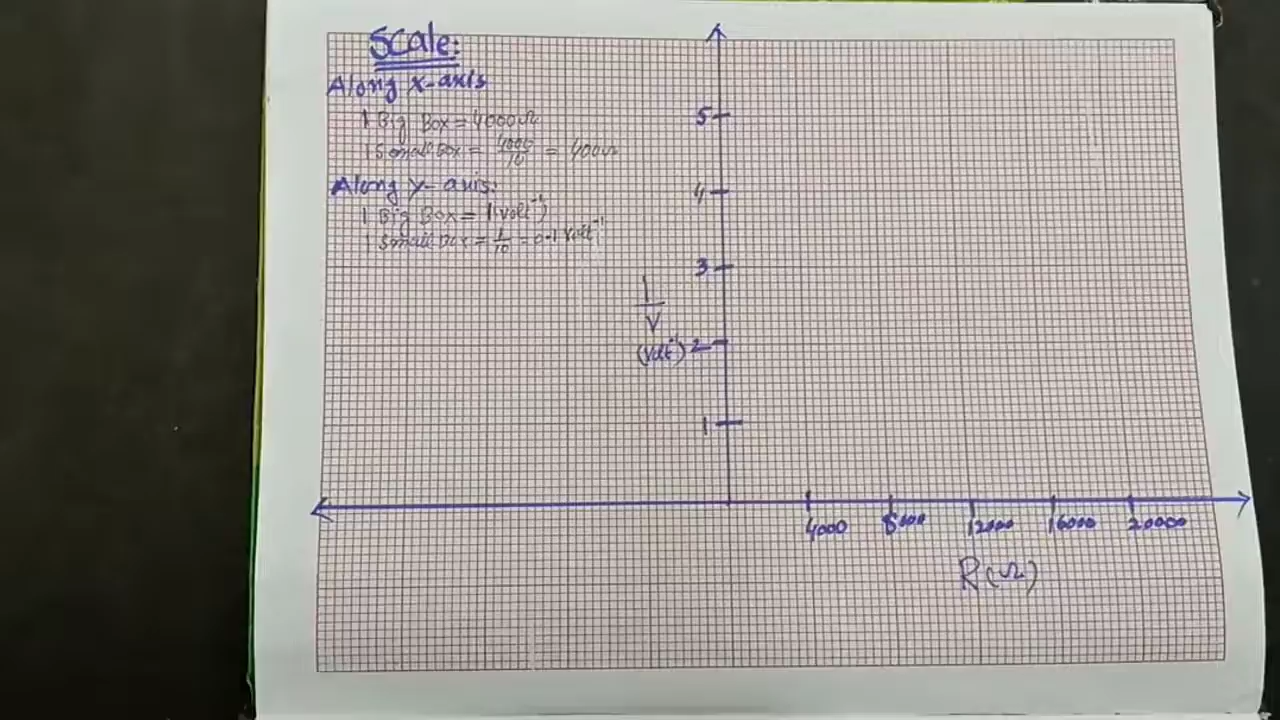 Scale:
Along X-axis
1 Big Box = 4000Ω
1 Small Box = 4000/10 = 400Ω
Along Y-axis:
1 Big Box = 1(volt⁻¹)
1 Small Box = 1/10 = 0.1 Volt⁻¹
5
4
3
1/V
(Volt⁻¹) 2
1
4000 8000 12000 16000 20000
R(Ω)